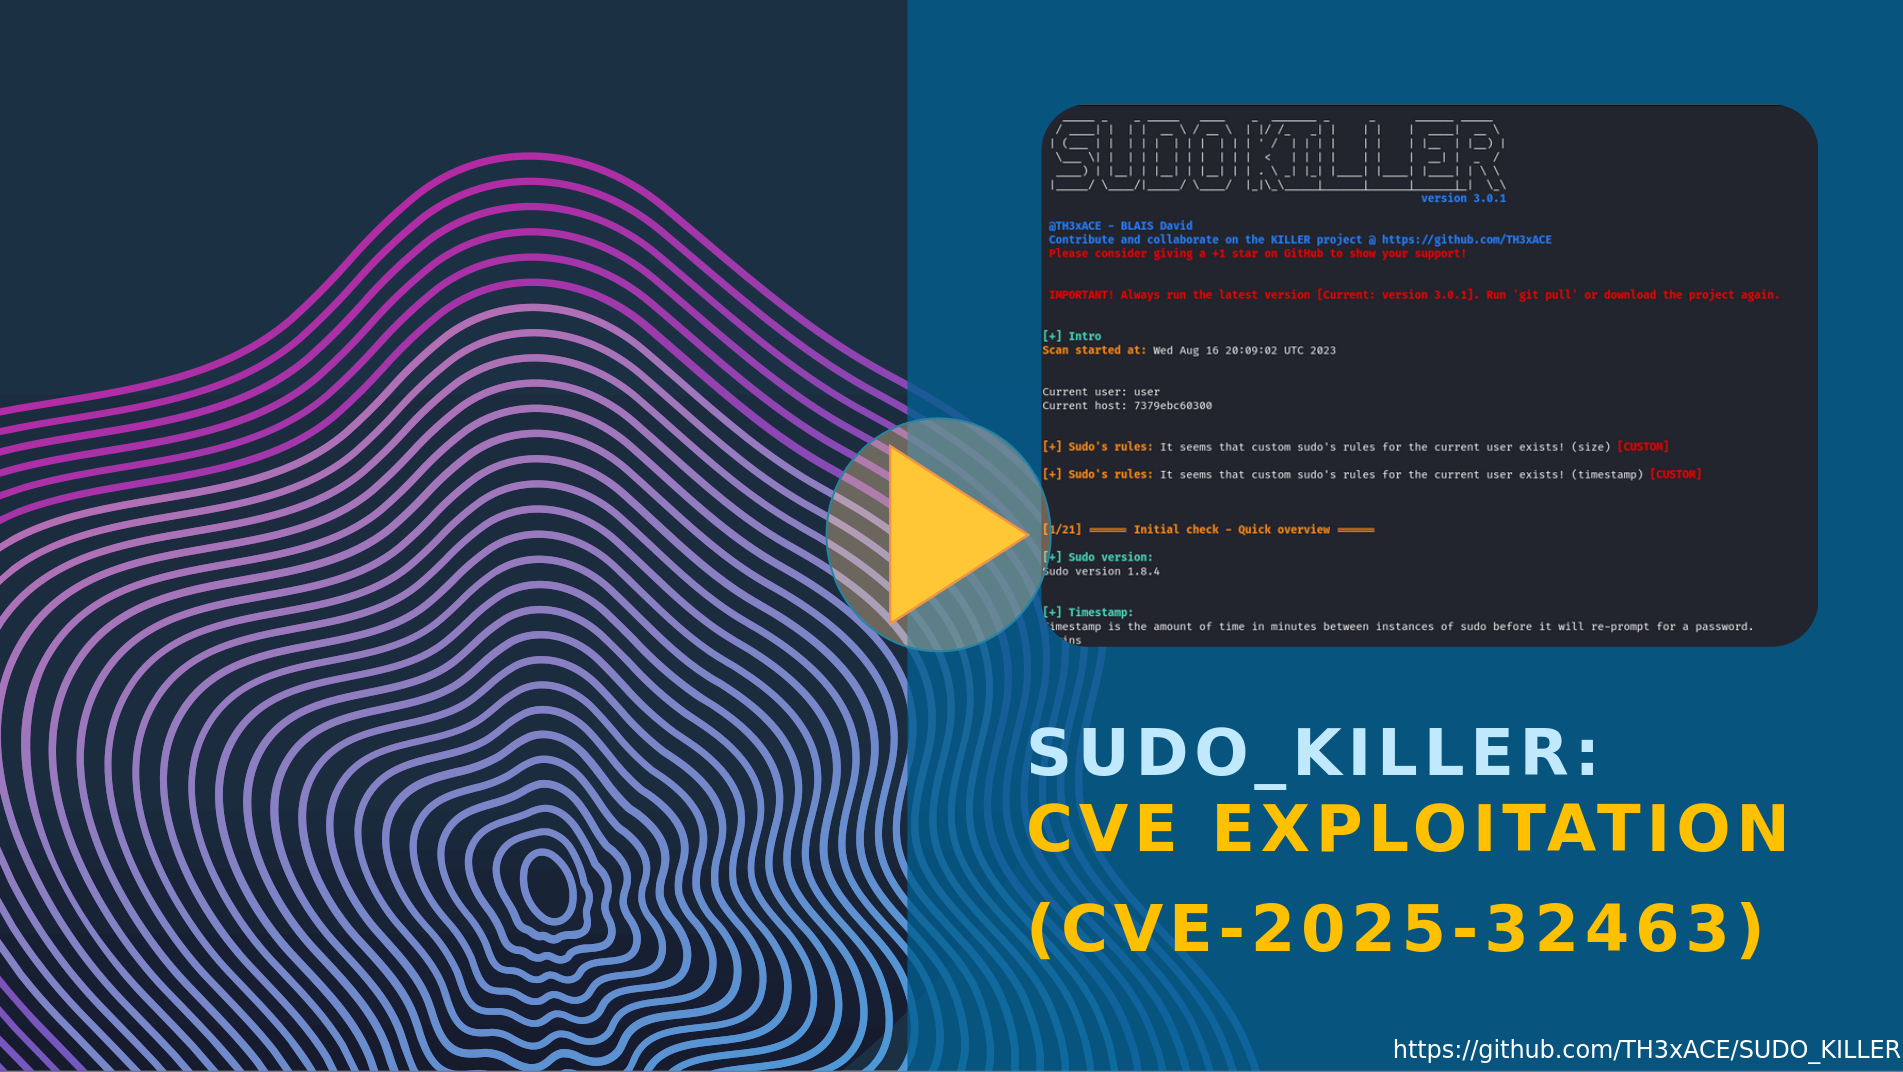 SUDO KILLER
version 3.0.1
@TH3xACE - BLAIS David
Contribute and collaborate on the KILLER project @ https://github.com/TH3xACE
Please consider giving a +1 star on GitHub to show your support!
IMPORTANT! Always run the latest version [Current: version 3.0.1]. Run 'git pull' or download the project again.
[+] Intro
Scan started at: Wed Aug 16 20:09:02 UTC 2023
Current user: user
Current host: 7379ebc60300
[+] Sudo's rules: It seems that custom sudo's rules for the current user exists! (size) [CUSTOM]
[+] Sudo's rules: It seems that custom sudo's rules for the current user exists! (timestamp) [CUSTOM]
[1/21] ====== Initial check - Quick overview ======
[+] Sudo version:
Sudo version 1.8.4
[+] Timestamp:
Timestamp is the amount of time in minutes between instances of sudo before it will re-prompt for a password.
SUDO_KILLER:
CVE EXPLOITATION
(CVE-2025-32463)
https://github.com/TH3xACE/SUDO_KILLER